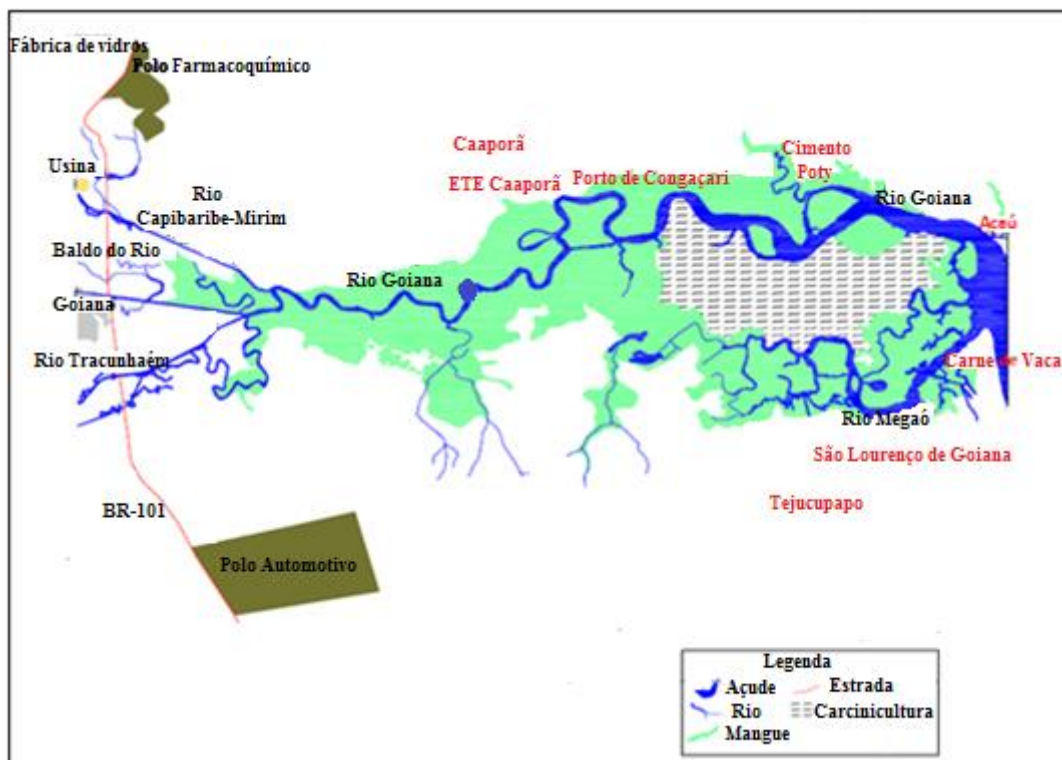 Fábrica de vidros
Polo Farmacoquímico
Usina
Rio
Capibaribe-Mirim
Baldo do Rio
Goiana
Rio Tracunhaém
BR-101
Polo Automotivo
Rio Goiana
Caaporã
ETE Caaporã
Porto de Congaçari
Cimento
Poty
Rio Goiana
Acaú
Carne de Vaca
Rio Megaó
São Lourenço de Goiana
Tejucupapo
Legenda
Açude
Estrada
Rio
Carcinicultura
Mangue